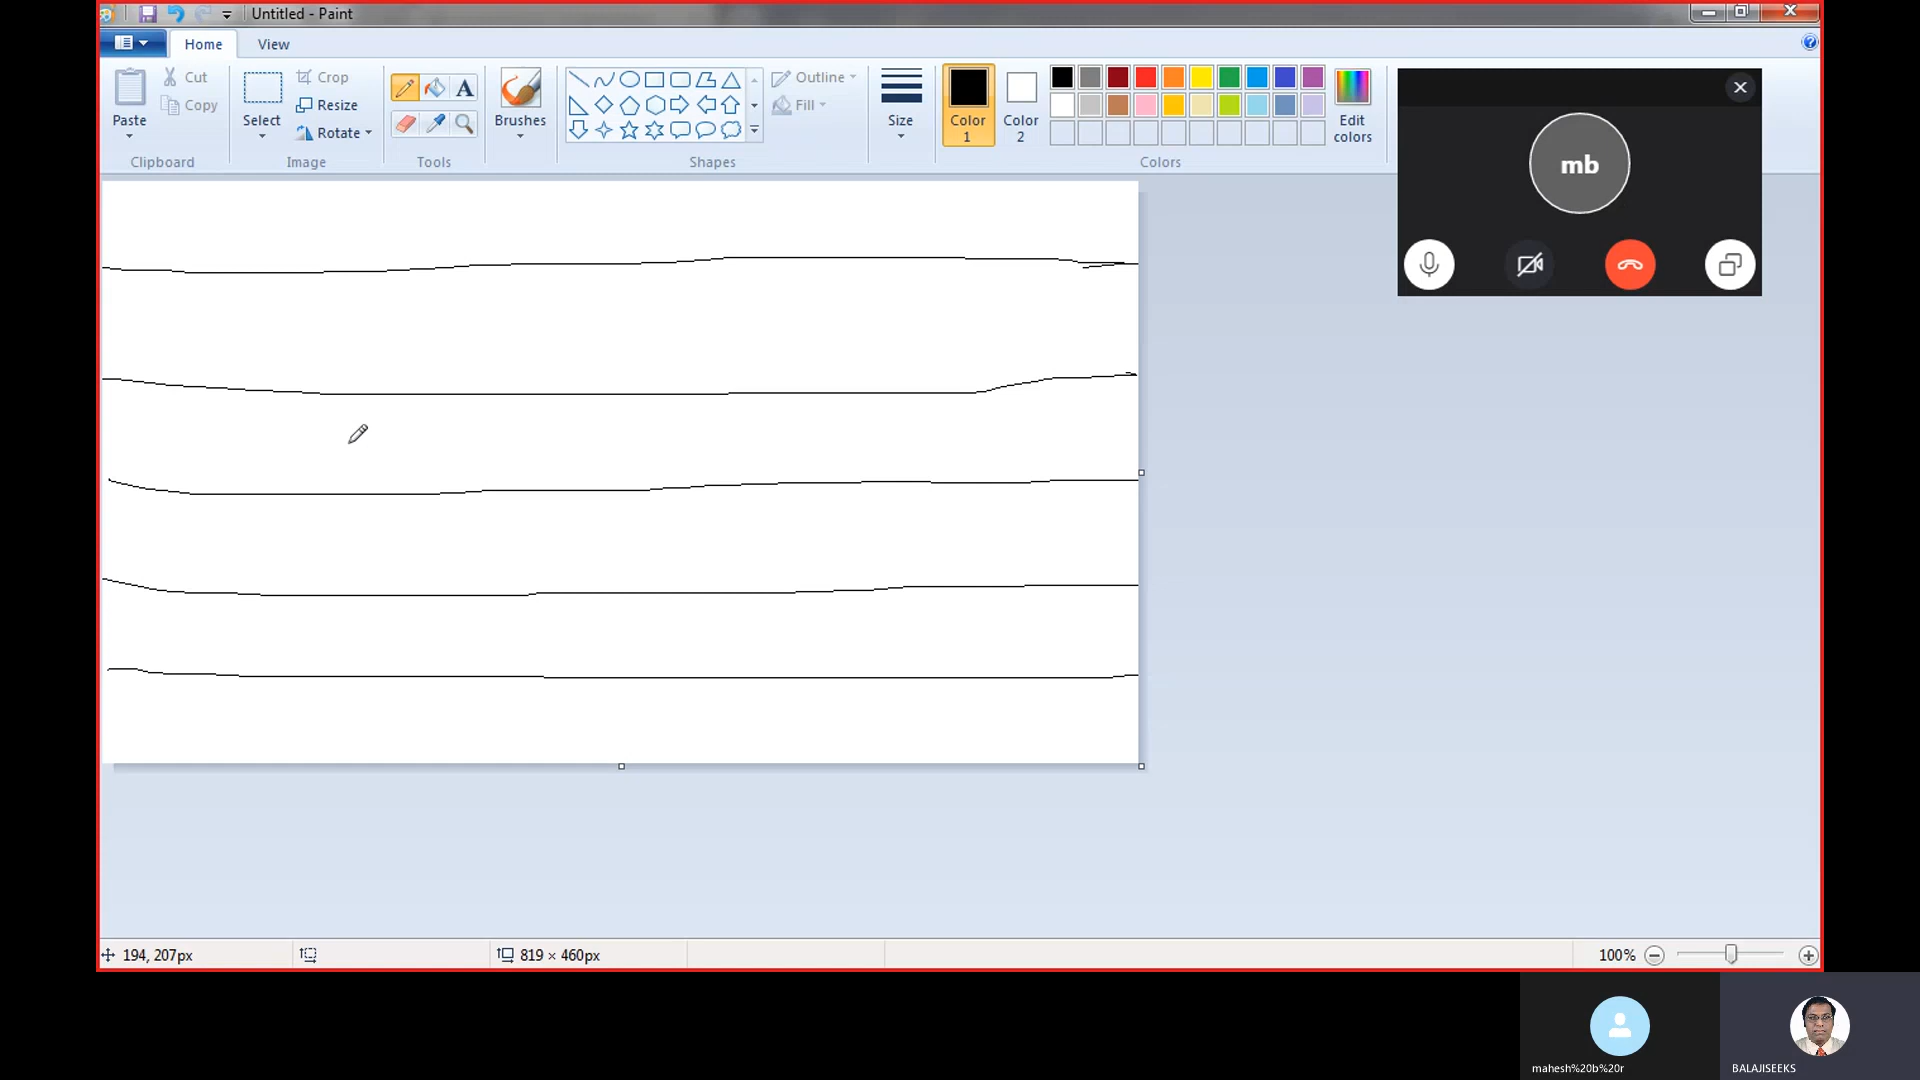 Untitled - Paint
Home
View
Paste
Cut
Copy
Clipboard
Select
Crop
Resize
Rotate
Image
A
Tools
Brushes
Outline
Fill
Shapes
Size
Color 1
Color 2
Edit colors
Colors
mb
194, 207px
819 × 460px
100%
mahesh%20b%20r
BALAJISEEKS